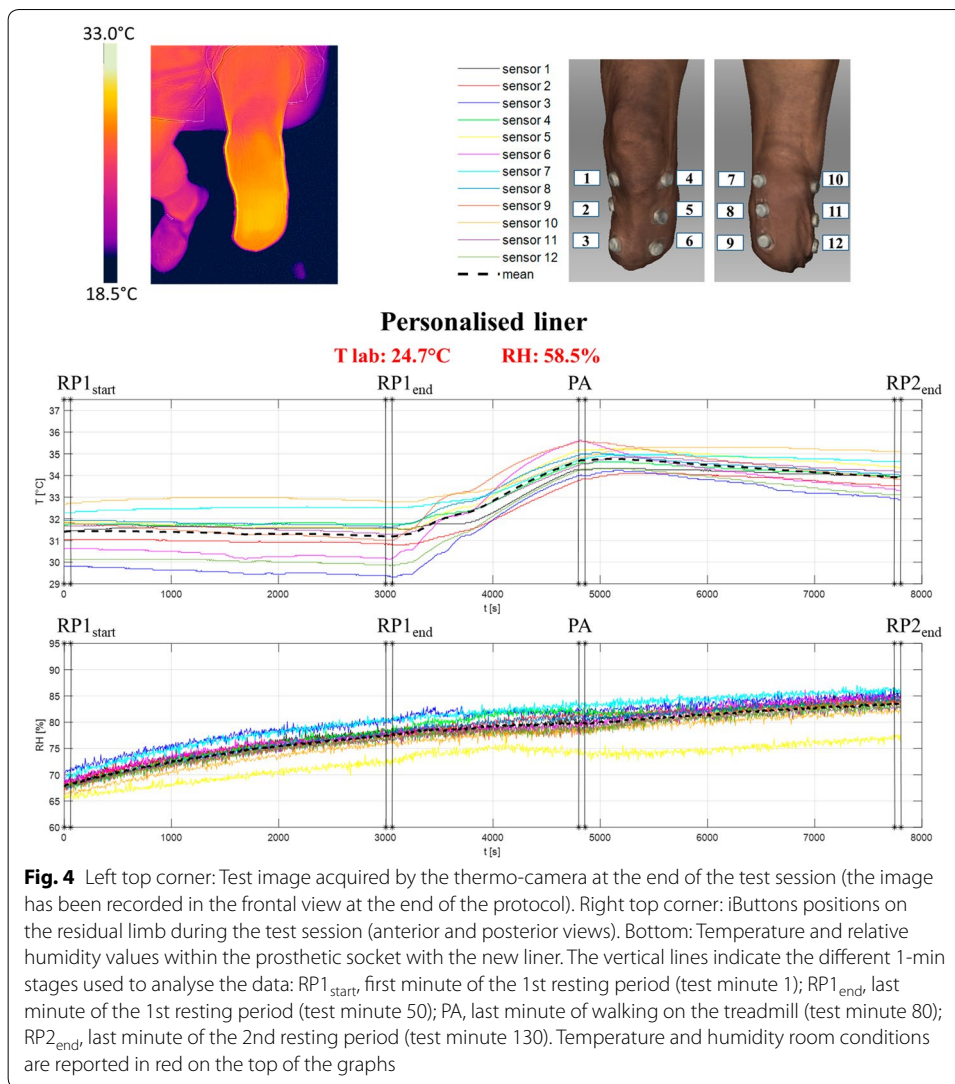 33.0°C
18.5°C
sensor 1
sensor 2
sensor 3
sensor 4
sensor 5
sensor 6
sensor 7
sensor 8
sensor 9
sensor 10
sensor 11
sensor 12
mean
1 4 7 10
2 5 8 11
3 6 9 12
Personalised liner
T lab: 24.7°C RH: 58.5%
RP1start RP1end PA RP2end
37
36
35
34
33
32
31
30
29
T [°C]
0 1000 2000 3000 4000 5000 6000 7000 8000
t [s]
RP1start RP1end PA RP2end
95
90
85
80
75
70
65
60
RH [%]
0 1000 2000 3000 4000 5000 6000 7000 8000
t [s]
Fig. 4 Left top corner: Test image acquired by the thermo-camera at the end of the test session (the image
has been recorded in the frontal view at the end of the protocol). Right top corner: iButtons positions on
the residual limb during the test session (anterior and posterior views). Bottom: Temperature and relative
humidity values within the prosthetic socket with the new liner. The vertical lines indicate the different 1-min
stages used to analyse the data: RP1start, first minute of the 1st resting period (test minute 1); RP1end, last
minute of the 1st resting period (test minute 50); PA, last minute of walking on the treadmill (test minute 80);
RP2end, last minute of the 2nd resting period (test minute 130). Temperature and humidity room conditions
are reported in red on the top of the graphs